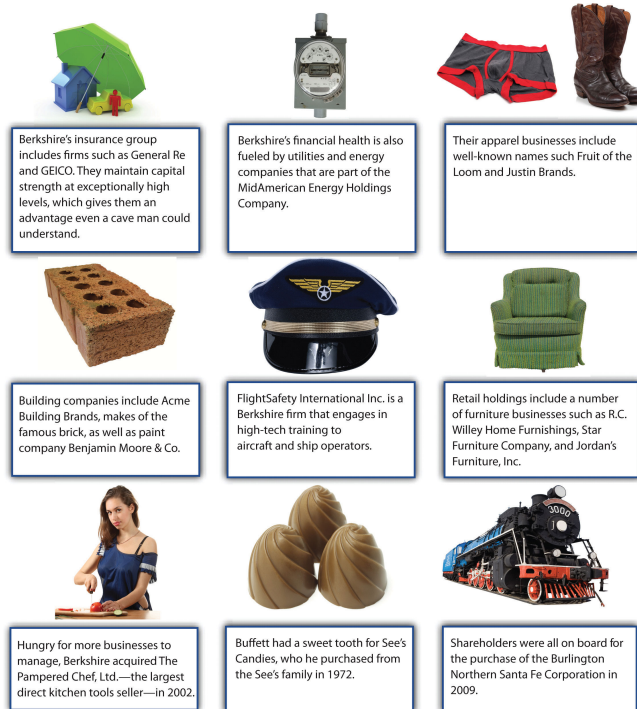 Berkshire's insurance group
includes firms such as General Re
and GEICO. They maintain capital
strength at exceptionally high
levels, which gives them an
advantage even a cave man could
understand.
Berkshire's financial health is also
fueled by utilities and energy
companies that are part of the
MidAmerican Energy Holdings
Company.
Their apparel businesses include
well-known names such Fruit of the
Loom and Justin Brands.
Building companies include Acme
Building Brands, makes of the
famous brick, as well as paint
company Benjamin Moore & Co.
FlightSafety International Inc. is a
Berkshire firm that engages in
high-tech training to
aircraft and ship operators.
Retail holdings include a number
of furniture businesses such as R.C.
Willey Home Furnishings, Star
Furniture Company, and Jordan's
Furniture, Inc.
3000
Hungry for more businesses to
manage, Berkshire acquired The
Pampered Chef, Ltd.—the largest
direct kitchen tools seller—in 2002.
Buffett had a sweet tooth for See's
Candies, who he purchased from
the See's family in 1972.
Shareholders were all on board for
the purchase of the Burlington
Northern Santa Fe Corporation in
2009.